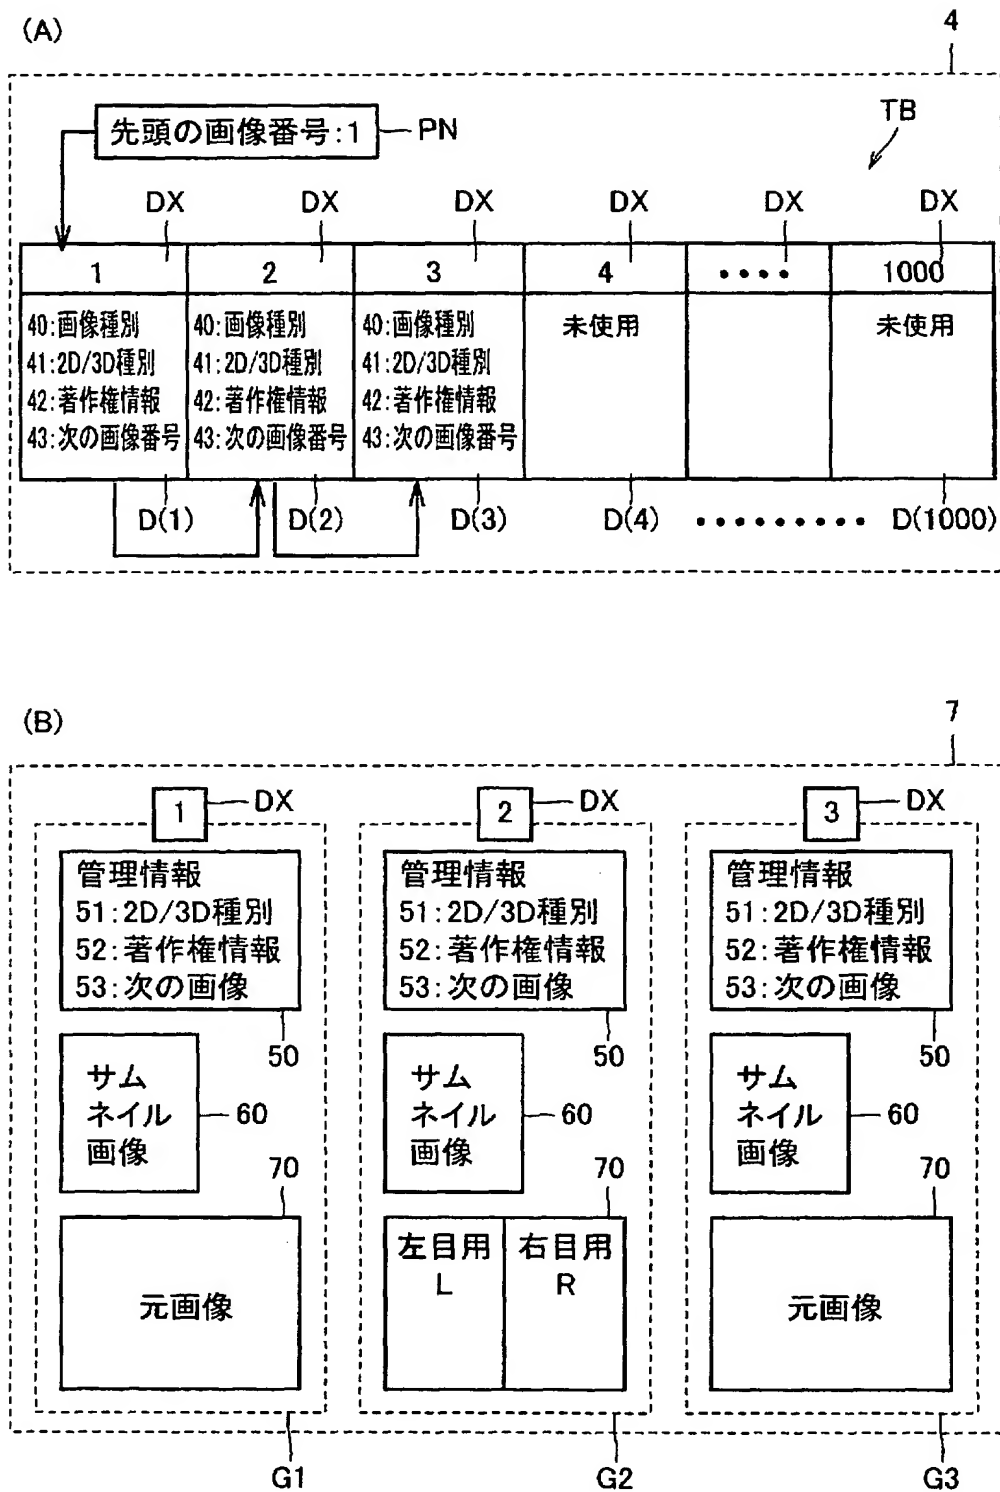 (A)
4
先頭の画像番号:1
PN
TB
DX DX DX DX DX DX
1 2 3 4 ・・・・ 1000
40:画像種別 40:画像種別 40:画像種別 未使用 未使用
41:2D/3D種別 41:2D/3D種別 41:2D/3D種別
42:著作権情報 42:著作権情報 42:著作権情報
43:次の画像番号 43:次の画像番号 43:次の画像番号
D(1) D(2) D(3) D(4) ・・・・・・・・・ D(1000)
(B)
7
1 DX 2 DX 3 DX
管理情報 管理情報 管理情報
51:2D/3D種別 51:2D/3D種別 51:2D/3D種別
52:著作権情報 52:著作権情報 52:著作権情報
53:次の画像 53:次の画像 53:次の画像
50 50 50
サム サム サム
ネイル 60 ネイル 60 ネイル 60
画像 画像 画像
70 70 70
左目用 右目用
L R
元画像 元画像
G1 G2 G3